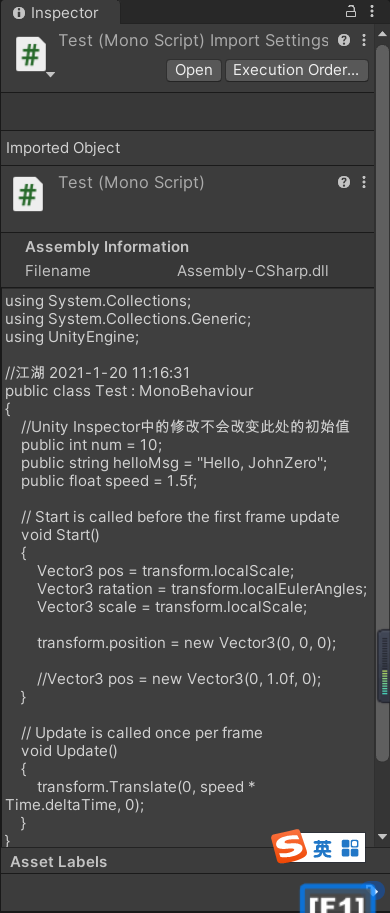 Inspector
Test (Mono Script) Import Settings
Open
Execution Order...
Imported Object
Test (Mono Script)
Assembly Information
Filename Assembly-CSharp.dll
using System.Collections;
using System.Collections.Generic;
using UnityEngine;
//江湖 2021-1-20 11:16:31
public class Test : MonoBehaviour
{
//Unity Inspector中的修改不会改变此处的初始值
public int num = 10;
public string helloMsg = "Hello, JohnZero";
public float speed = 1.5f;
// Start is called before the first frame update
void Start()
{
Vector3 pos = transform.localScale;
Vector3 ratation = transform.localEulerAngles;
Vector3 scale = transform.localScale;
transform.position = new Vector3(0, 0, 0);
//Vector3 pos = new Vector3(0, 1.0f, 0);
}
// Update is called once per frame
void Update()
{
transform.Translate(0, speed *
Time.deltaTime, 0);
}
}
英
Asset Labels
[F1]